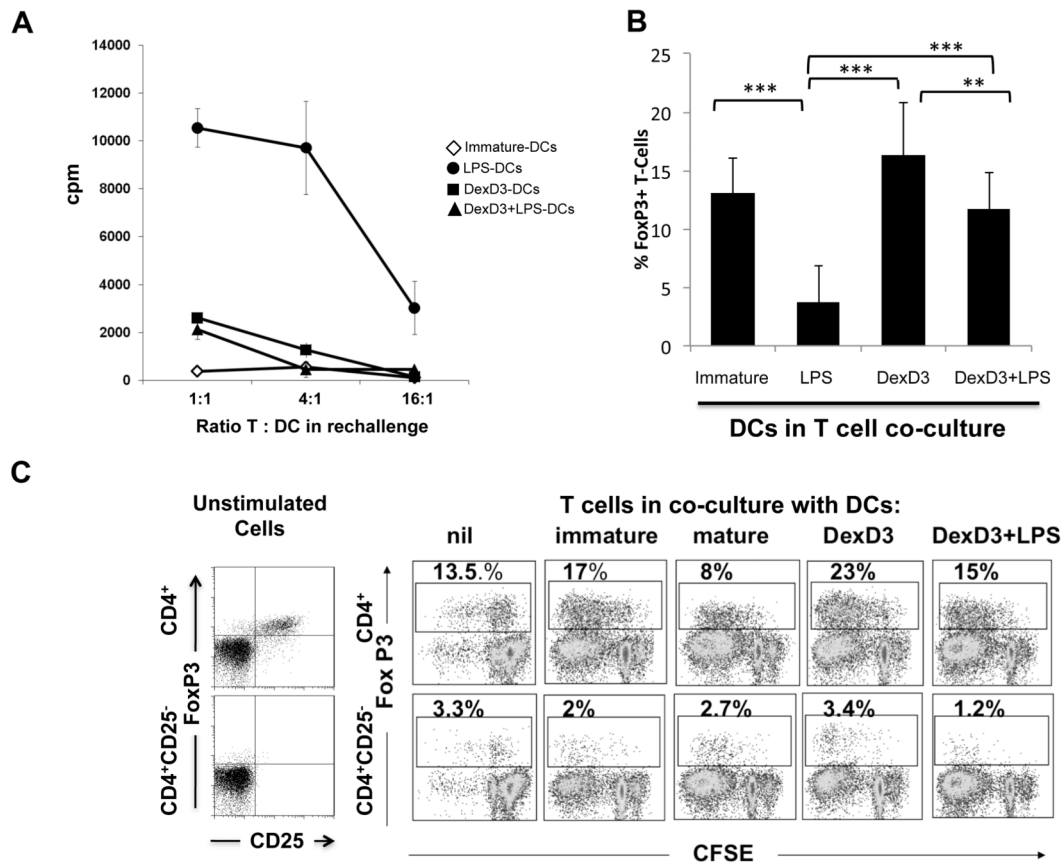 A
14000
12000
10000
8000
6000
4000
2000
0
cpm
1:1 4:1 16:1
Ratio T : DC in rechallenge
Immature-DCs
LPS-DCs
DexD3-DCs
DexD3+LPS-DCs
B
25
20
15
10
5
0
% FoxP3+ T-Cells
***
***
***
**
Immature LPS DexD3 DexD3+LPS
DCs in T cell co-culture
C
Unstimulated
Cells
T cells in co-culture with DCs:
nil immature mature DexD3 DexD3+LPS
CD4+
FoxP3
CD4+CD25-
CD25
CD4+
Fox P3
CD4+CD25-
13.5.% 17% 8% 23% 15%
3.3% 2% 2.7% 3.4% 1.2%
CFSE